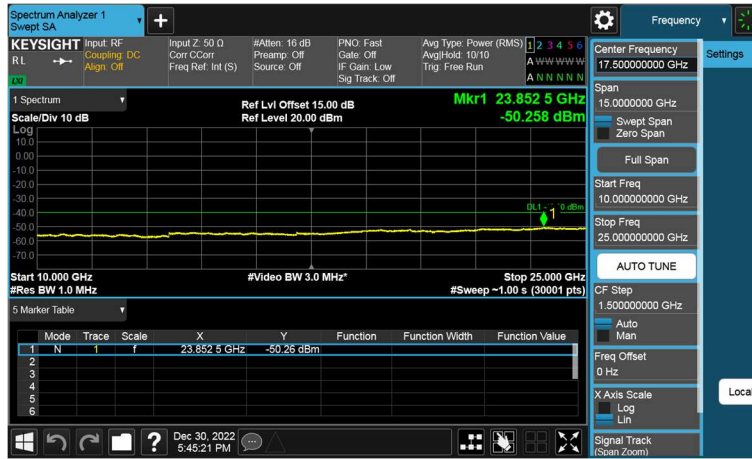 Spectrum Analyzer 1
Swept SA
Frequency
KEYSIGHT
RL
LXI
Input: RF
Coupling: DC
Align: Off
Input Z: 50 Ω
Corr CCorr
Freq Ref: Int (S)
#Atten: 16 dB
Preamp: Off
Source: Off
PNO: Fast
Gate: Off
IF Gain: Low
Sig Track: Off
Avg Type: Power (RMS)
Avg|Hold: 10/10
Trig: Free Run
1 2 3 4 5 6
A W W W W W
A N N N N N
1 Spectrum
Scale/Div 10 dB
Ref Lvl Offset 15.00 dB
Ref Level 20.00 dBm
Mkr1 23.852 5 GHz
-50.258 dBm
Log
10.0
0.00
-10.0
-20.0
-30.0
-40.0
-50.0
-60.0
-70.0
1
Start 10.000 GHz
#Res BW 1.0 MHz
#Video BW 3.0 MHz*
Stop 25.000 GHz
#Sweep ~1.00 s (30001 pts)
5 Marker Table
Mode Trace Scale X Y Function Function Width Function Value
1 N 1 f 23.852 5 GHz -50.26 dBm
2
3
4
5
6
Dec 30, 2022
5:45:21 PM
Center Frequency
17.500000000 GHz
Settings
Span
15.0000000 GHz
Swept Span
Zero Span
Full Span
Start Freq
10.000000000 GHz
Stop Freq
25.000000000 GHz
AUTO TUNE
CF Step
1.500000000 GHz
Auto
Man
Freq Offset
0 Hz
X Axis Scale
Log
Lin
Local
Signal Track
(Span Zoom)